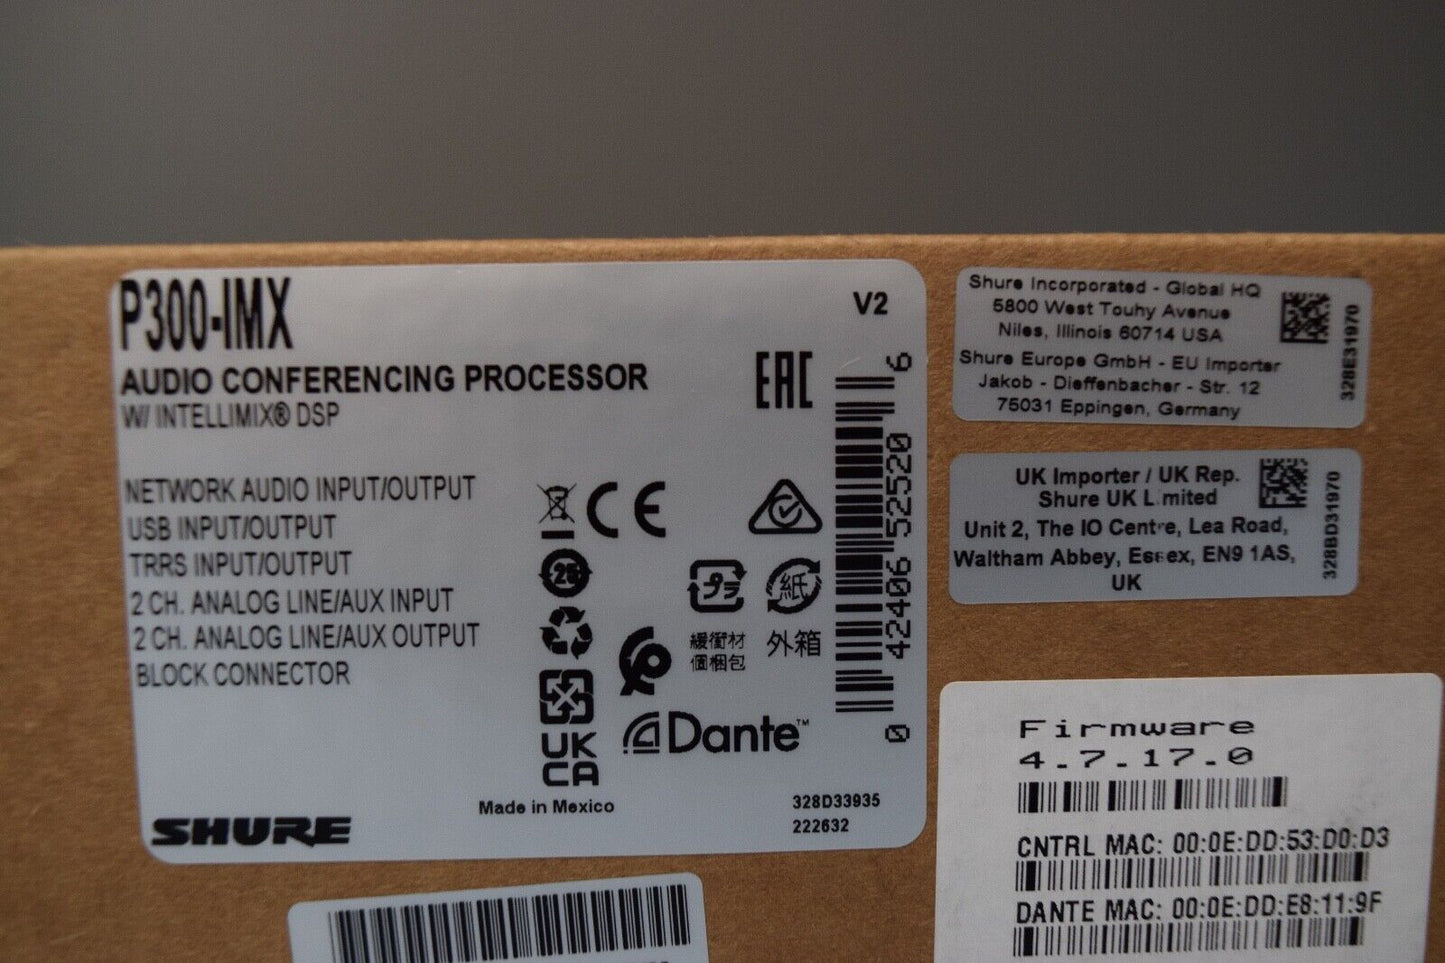 P300-IMX
V2
AUDIO CONFERENCING PROCESSOR
W/ INTELLIMIX® DSP
EAC
NETWORK AUDIO INPUT/OUTPUT
USB INPUT/OUTPUT
TRRS INPUT/OUTPUT
2 CH. ANALOG LINE/AUX INPUT
2 CH. ANALOG LINE/AUX OUTPUT
BLOCK CONNECTOR
CE
25
プラ
紙
緩衝材
個梱包
外箱
UK
CA
Dante™
Made in Mexico
328D33935
222632
SHURE
0 42406 52520 6
Shure Incorporated - Global HQ
5800 West Touhy Avenue
Niles, Illinois 60714 USA
Shure Europe GmbH - EU Importer
Jakob - Dieffenbacher - Str. 12
75031 Eppingen, Germany
328E31970
UK Importer / UK Rep.
Shure UK Limited
Unit 2, The IO Centre, Lea Road,
Waltham Abbey, Essex, EN9 1AS,
UK
328BD31970
Firmware
4.7.17.0
CNTRL MAC: 00:0E:DD:53:D0:D3
DANTE MAC: 00:0E:DD:E8:11:9F